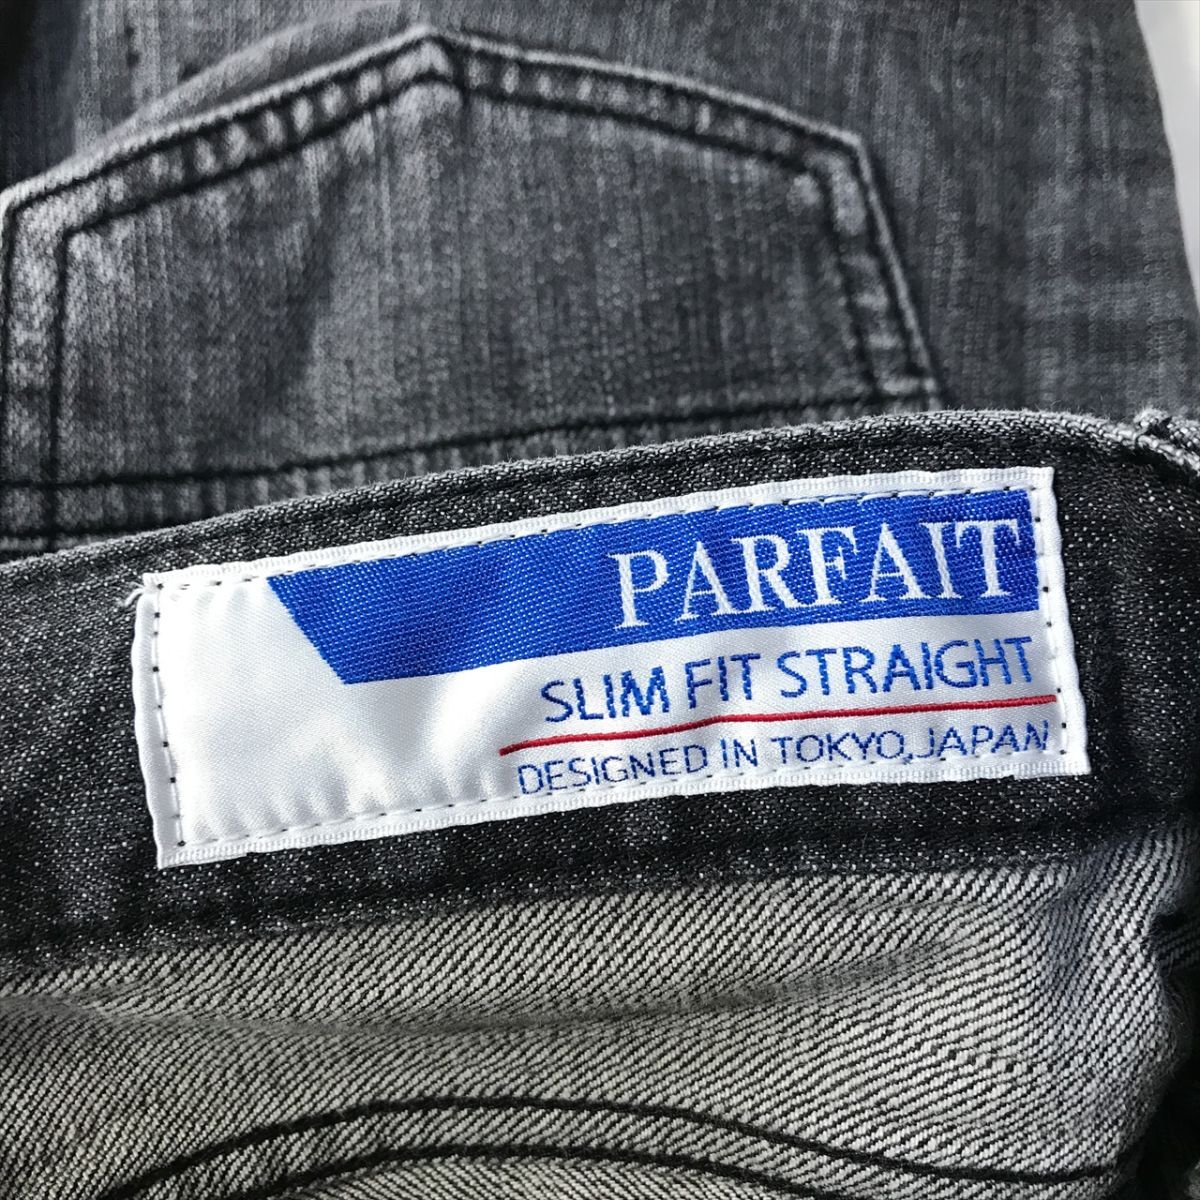 PARFAIT
SLIM FIT STRAIGHT
DESIGNED IN TOKYO,JAPAN